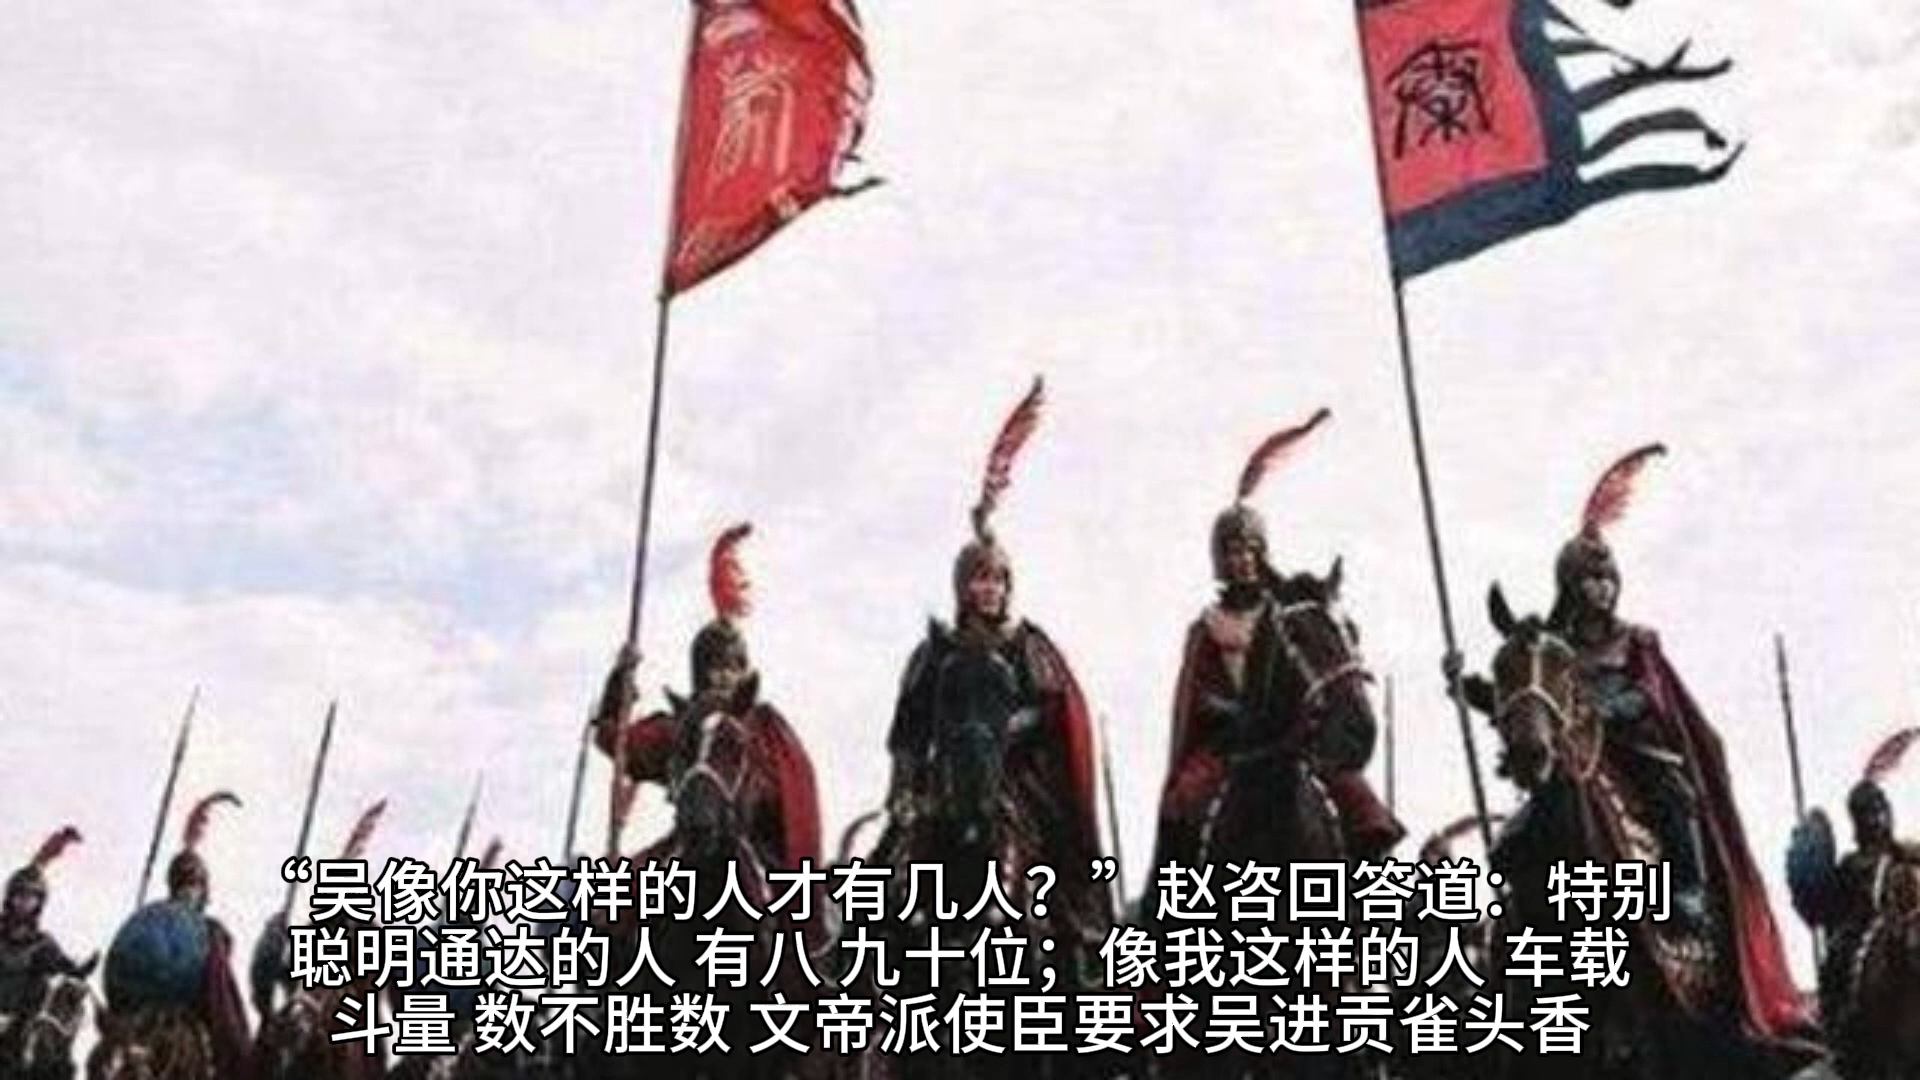 “吴像你这样的人才有几人？”赵咨回答道：特别
聪明通达的人 有八 九十位；像我这样的人 车载
斗量 数不胜数 文帝派使臣要求吴进贡雀头香